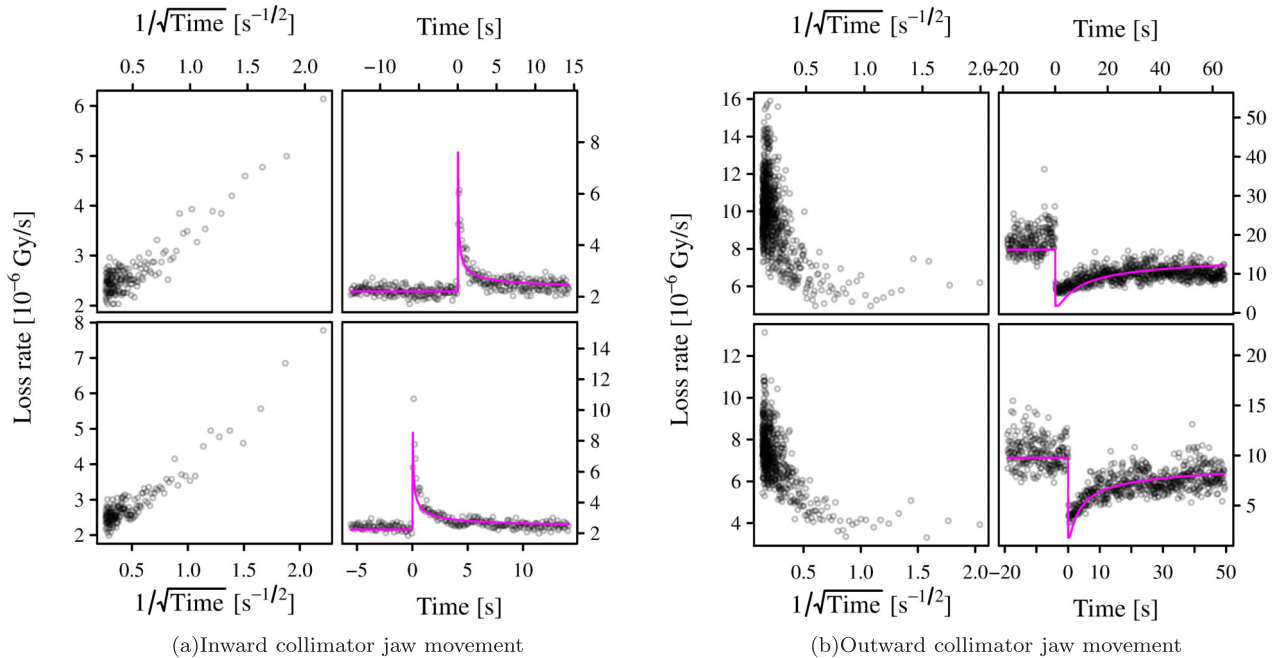 1/√Time [s−1/2] Time [s] 1/√Time [s−1/2] Time [s]
0.5 1.0 1.5 2.0 −10 0 5 10 15 0.5 1.0 1.5 2.0 −20 0 20 40 60
6 5 4 3 2
8 6 4 2
16 14 12 10 8 6
50 40 30 20 10 0
Loss rate [10−6 Gy/s]
Loss rate [10−6 Gy/s]
8 7 6 5 4 3 2
14 12 10 8 6 4 2
12 10 8 6 4
20 15 10 5
0.5 1.0 1.5 2.0 −5 0 5 10 0.5 1.0 1.5 2.0 −20 0 10 30 50
1/√Time [s−1/2] Time [s] 1/√Time [s−1/2] Time [s]
(a)Inward collimator jaw movement (b)Outward collimator jaw movement